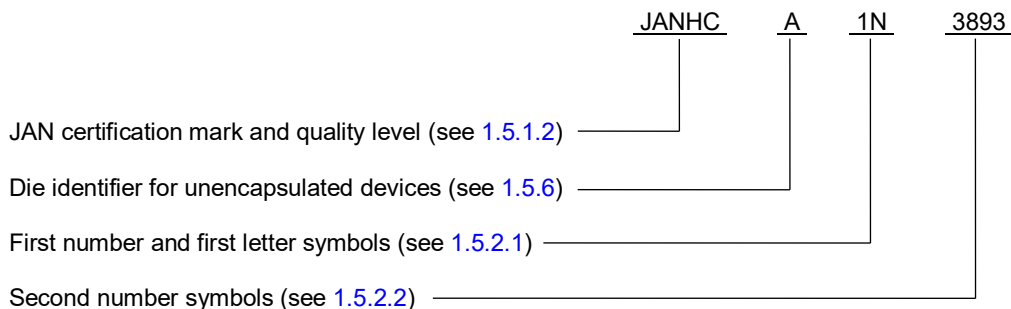 JANHC A 1N 3893
JAN certification mark and quality level (see 1.5.1.2)
Die identifier for unencapsulated devices (see 1.5.6)
First number and first letter symbols (see 1.5.2.1)
Second number symbols (see 1.5.2.2)